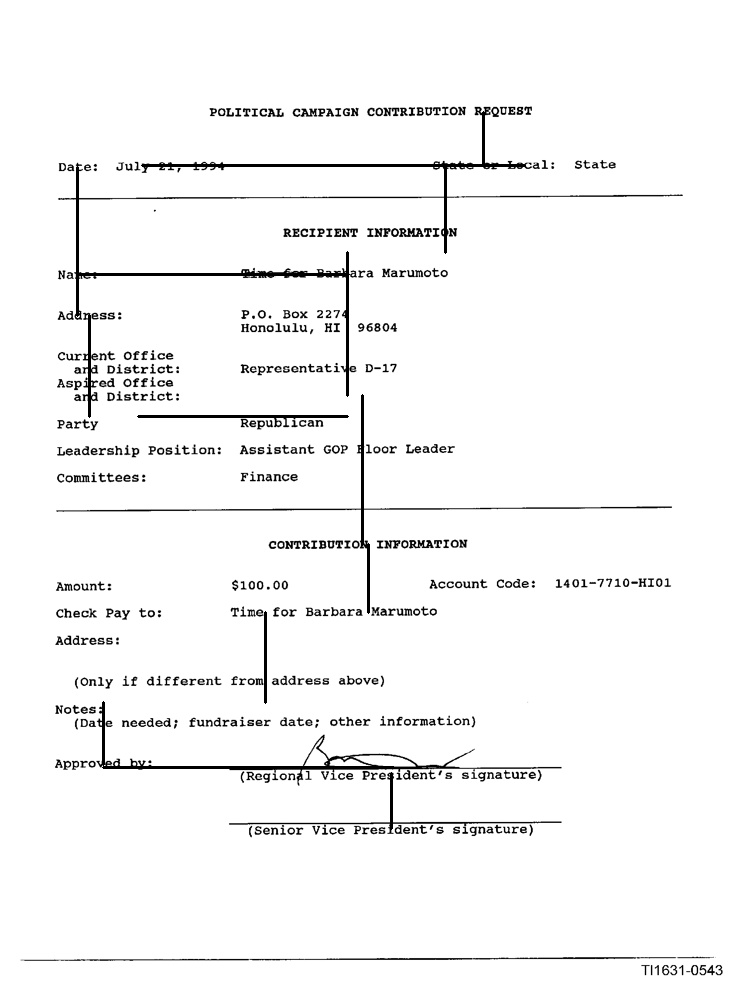 POLITICAL CAMPAIGN CONTRIBUTION REQUEST
Date: July 21, 1994 State or Local: State
RECIPIENT INFORMATION
Name: Time for Barbara Marumoto
Address: P.O. Box 2274
Honolulu, HI 96804
Current Office
and District: Representative D-17
Aspired Office
and District:
Party Republican
Leadership Position: Assistant GOP Floor Leader
Committees: Finance
CONTRIBUTION INFORMATION
Amount: $100.00 Account Code: 1401-7710-HI01
Check Pay to: Time for Barbara Marumoto
Address:
(Only if different from address above)
Notes:
(Date needed; fundraiser date; other information)
Approved by:
(Regional Vice President's signature)
(Senior Vice President's signature)
TI1631-0543